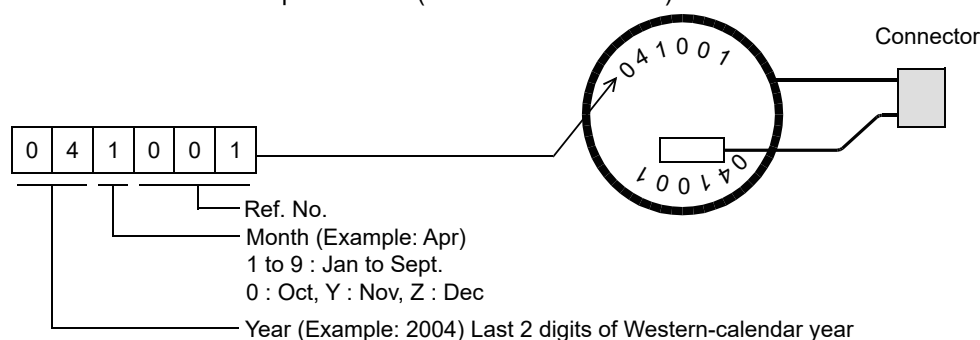 Connector
041001
0 4 1 0 0 1
041001
Ref. No.
Month (Example: Apr)
1 to 9 : Jan to Sept.
0 : Oct, Y : Nov, Z : Dec
Year (Example: 2004) Last 2 digits of Western-calendar year